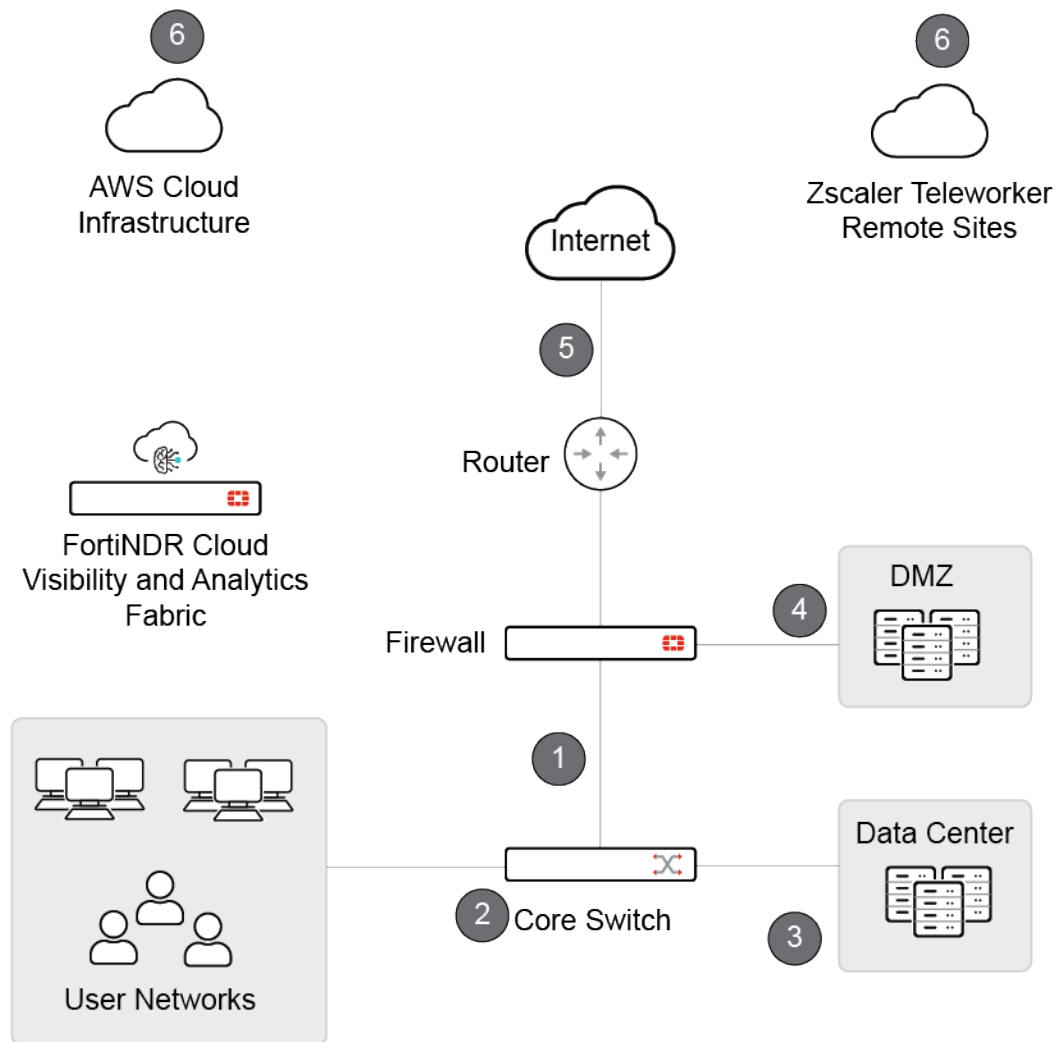 6
AWS Cloud
Infrastructure
6
Zscaler Teleworker
Remote Sites
Internet
5
Router
FortiNDR Cloud
Visibility and Analytics
Fabric
Firewall
4
DMZ
1
User Networks
2
Core Switch
Data Center
3